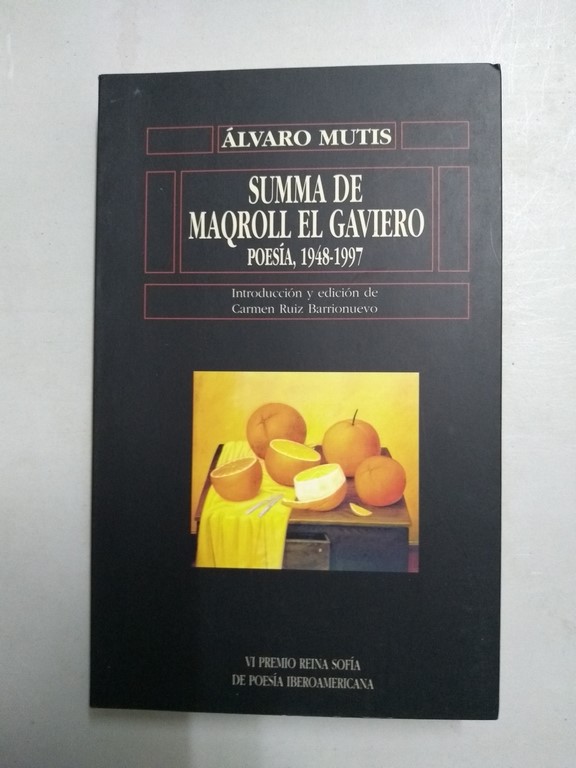 ÁLVARO MUTIS
SUMMA DE
MAQROLL EL GAVIERO
POESÍA, 1948-1997
Introducción y edición de
Carmen Ruiz Barrionuevo
VI PREMIO REINA SOFÍA
DE POESÍA IBEROAMERICANA